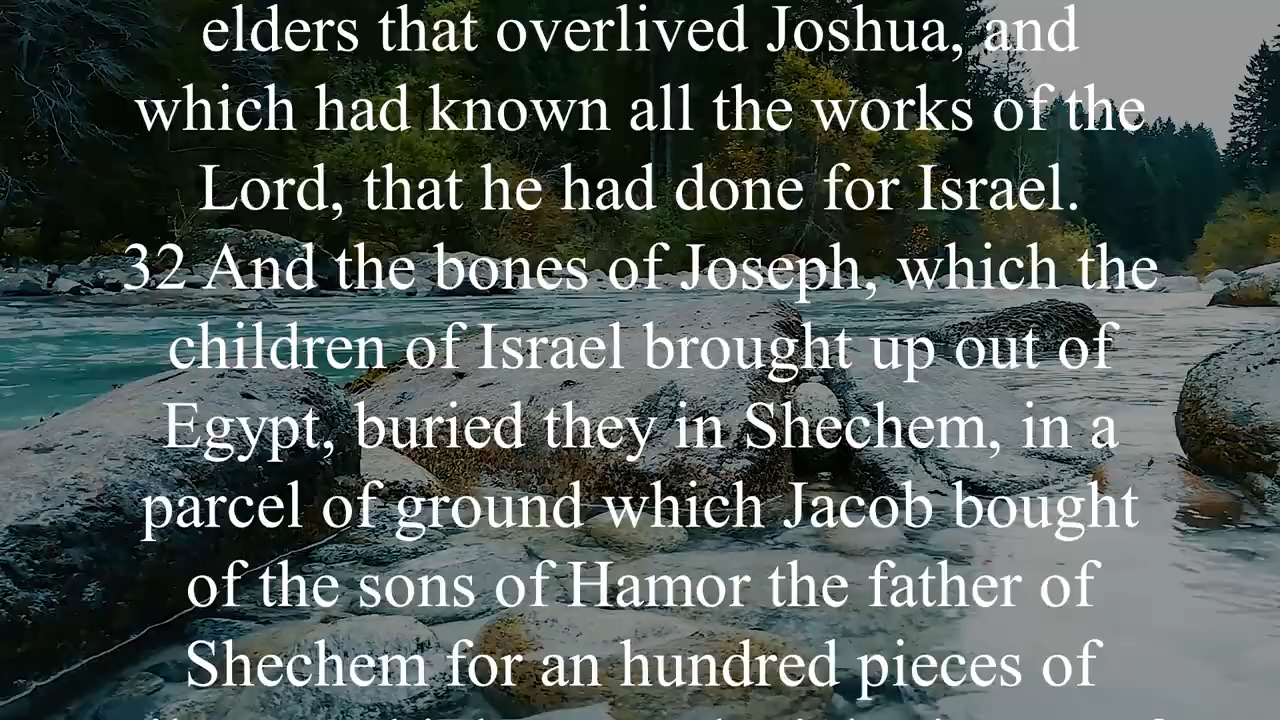 elders that overlived Joshua, and
which had known all the works of the
Lord, that he had done for Israel.
32 And the bones of Joseph, which the
children of Israel brought up out of
Egypt, buried they in Shechem, in a
parcel of ground which Jacob bought
of the sons of Hamor the father of
Shechem for an hundred pieces of